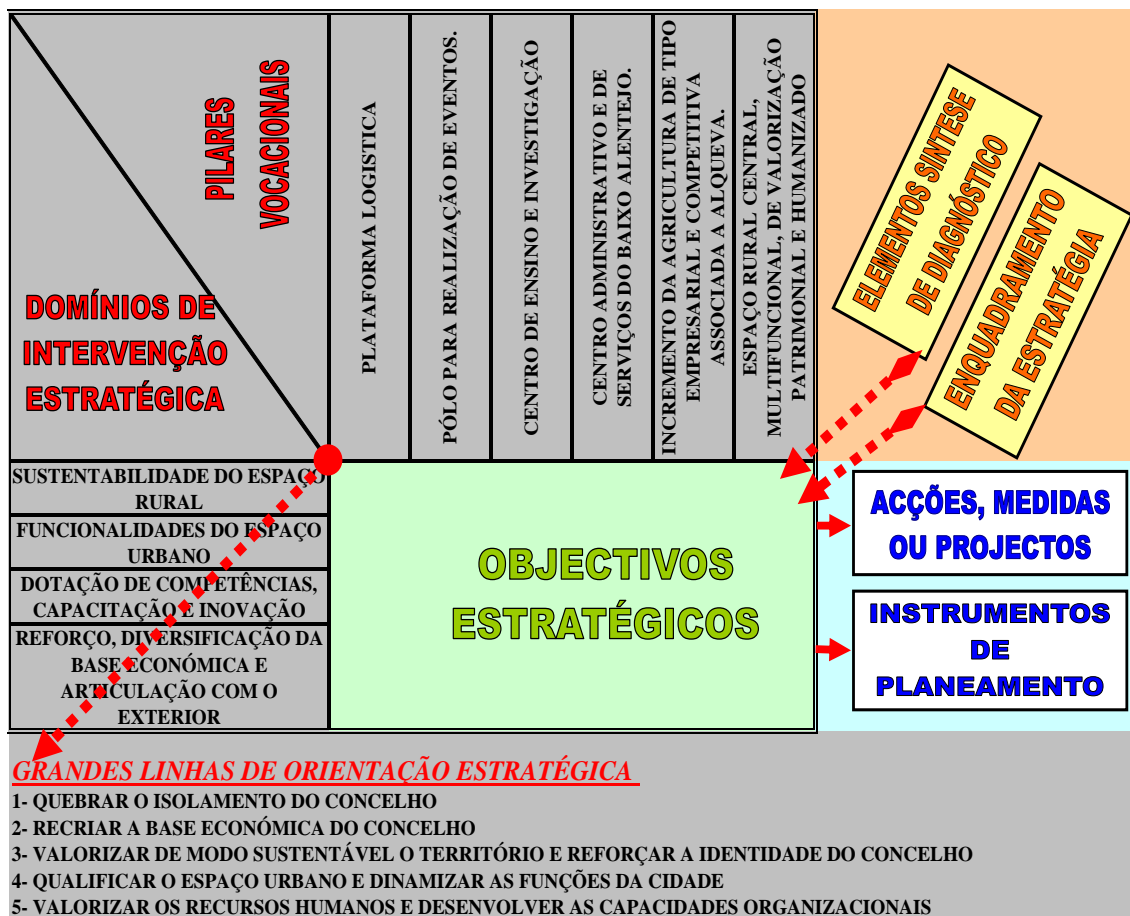 PILARES
VOCACIONAIS
DOMÍNIOS DE
INTERVENÇÃO
ESTRATÉGICA
PLATAFORMA LOGISTICA
PÓLO PARA REALIZAÇÃO DE EVENTOS.
CENTRO DE ENSINO E INVESTIGAÇÃO
CENTRO ADMINISTRATIVO E DE
SERVIÇOS DO BAIXO ALENTEJO.
INCREMENTO DA AGRICULTURA DE TIPO
EMPRESARIAL E COMPETITIVA
ASSOCIADA A ALQUEVA.
ESPAÇO RURAL CENTRAL,
MULTIFUNCIONAL, DE VALORIZAÇÃO
PATRIMONIAL E HUMANIZADO
ELEMENTOS SINTESE
DE DIAGNÓSTICO
ENQUADRAMENTO
DA ESTRATÉGIA
SUSTENTABILIDADE DO ESPAÇO
RURAL
FUNCIONALIDADES DO ESPAÇO
URBANO
DOTAÇÃO DE COMPETÊNCIAS,
CAPACITAÇÃO E INOVAÇÃO
REFORÇO, DIVERSIFICAÇÃO DA
BASE ECONÓMICA E
ARTICULAÇÃO COM O
EXTERIOR
OBJECTIVOS
ESTRATÉGICOS
ACÇÕES, MEDIDAS
OU PROJECTOS
INSTRUMENTOS
DE
PLANEAMENTO
GRANDES LINHAS DE ORIENTAÇÃO ESTRATÉGICA
1- QUEBRAR O ISOLAMENTO DO CONCELHO
2- RECRIAR A BASE ECONÓMICA DO CONCELHO
3- VALORIZAR DE MODO SUSTENTÁVEL O TERRITÓRIO E REFORÇAR A IDENTIDADE DO CONCELHO
4- QUALIFICAR O ESPAÇO URBANO E DINAMIZAR AS FUNÇÕES DA CIDADE
5- VALORIZAR OS RECURSOS HUMANOS E DESENVOLVER AS CAPACIDADES ORGANIZACIONAIS